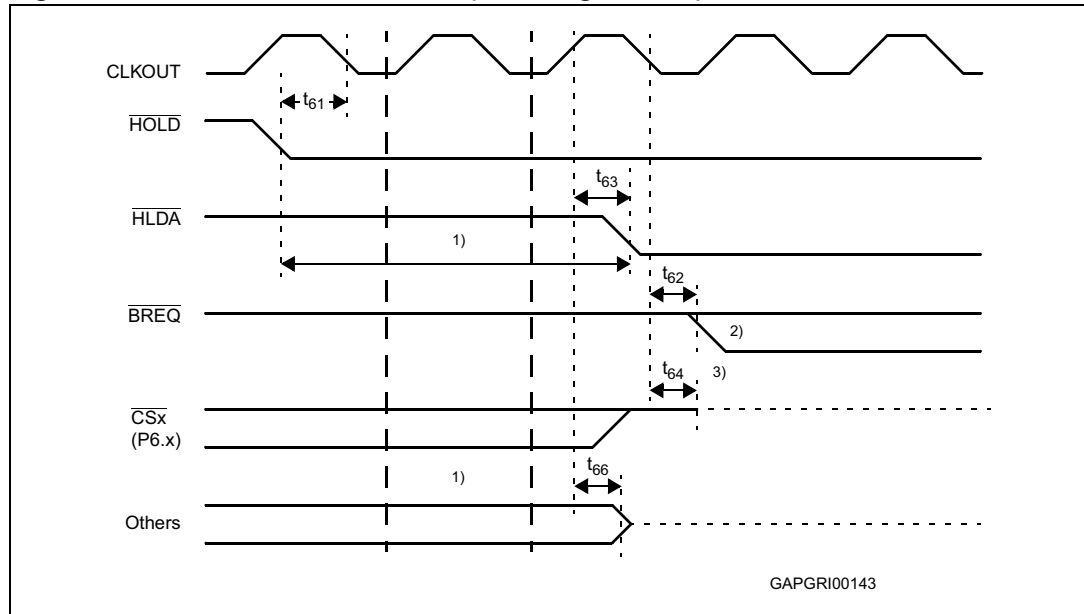 CLKOUT
t61
HOLD
t63
HLDA
1)
t62
BREQ
2)
t64
3)
CSx
(P6.x)
1)
t66
Others
GAPGRI00143